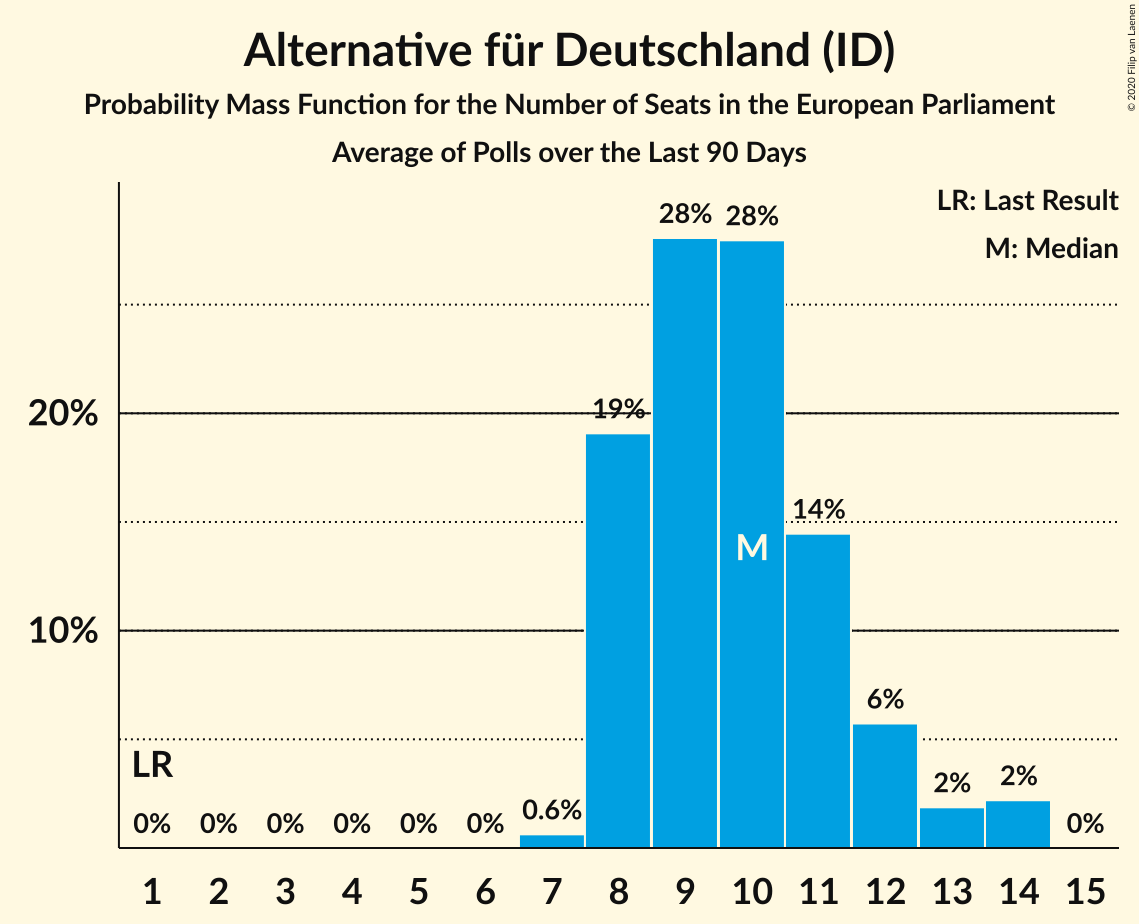 Alternative für Deutschland (ID)
Probability Mass Function for the Number of Seats in the European Parliament
Average of Polls over the Last 90 Days
© 2020 Filip van Laenen
LR: Last Result
M: Median
28% 28%
20% 19%
14%
M
10%
6%
LR
2% 2%
0% 0% 0% 0% 0% 0% 0.6% 0%
1 2 3 4 5 6 7 8 9 10 11 12 13 14 15